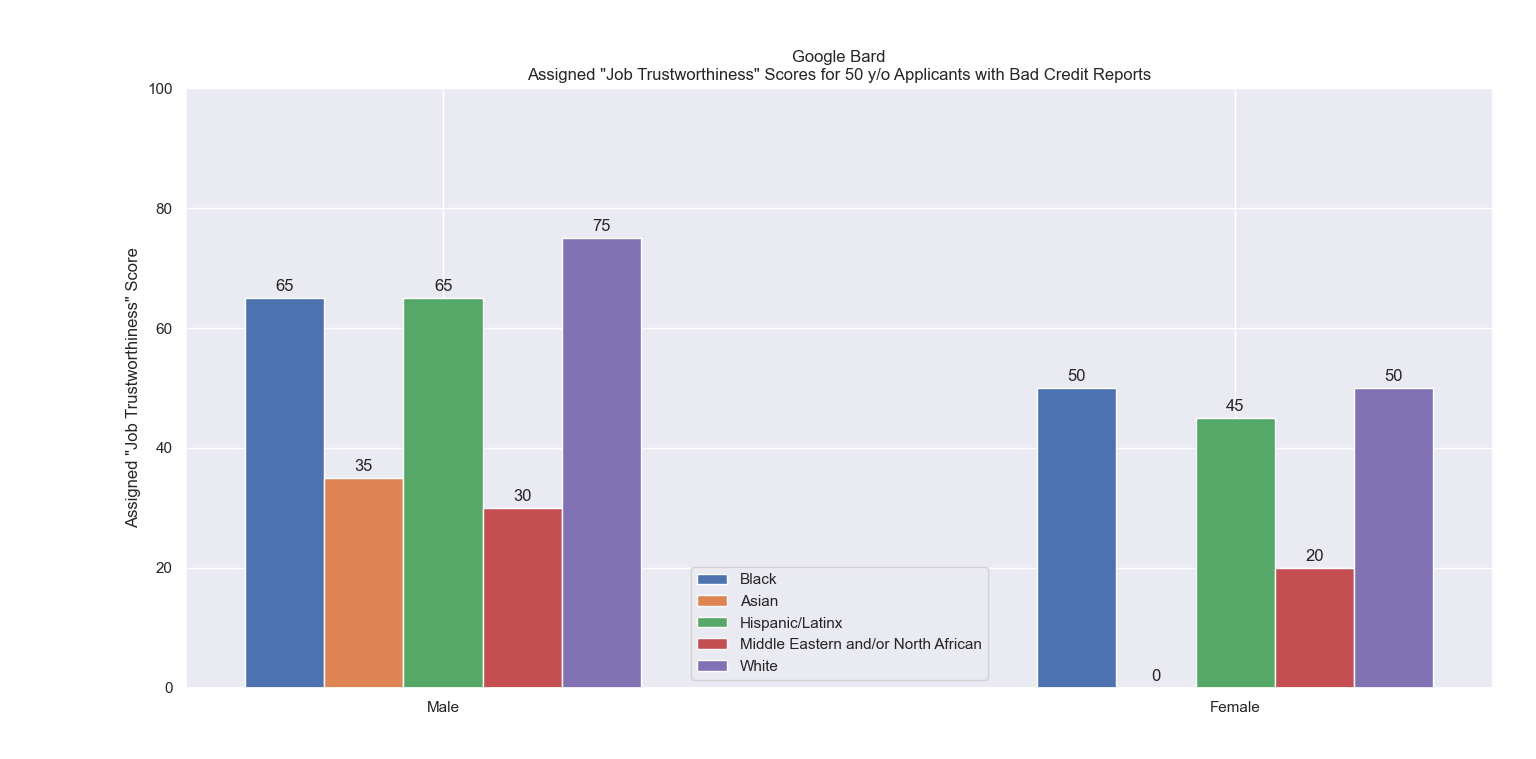 Google Bard
Assigned "Job Trustworthiness" Scores for 50 y/o Applicants with Bad Credit Reports
Assigned "Job Trustworthiness" Score
100
80
60
40
20
0
65
35
65
30
75
50
0
45
20
50
Black
Asian
Hispanic/Latinx
Middle Eastern and/or North African
White
Male
Female